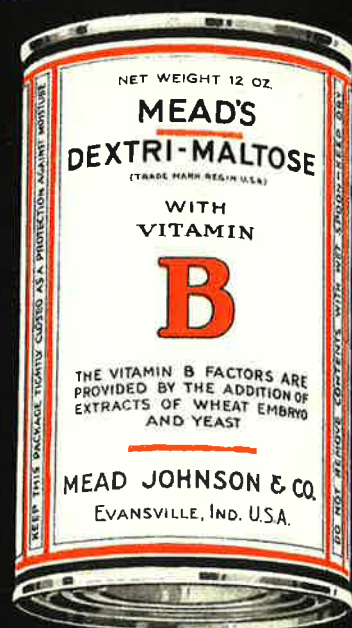 NET WEIGHT 12 OZ.
MEAD'S
DEXTRI-MALTOSE
(TRADE MARK REG'N U.S.A.)
WITH
VITAMIN
B
THE VITAMIN B FACTORS ARE
PROVIDED BY THE ADDITION OF
EXTRACTS OF WHEAT EMBRYO
AND YEAST
MEAD JOHNSON & CO.
EVANSVILLE, IND. U.S.A.
KEEP THIS PACKAGE TIGHTLY CLOSED AS A PROTECTION AGAINST MOISTURE
DO NOT REMOVE CONTENTS WITH WET SPOON-KEEP DRY